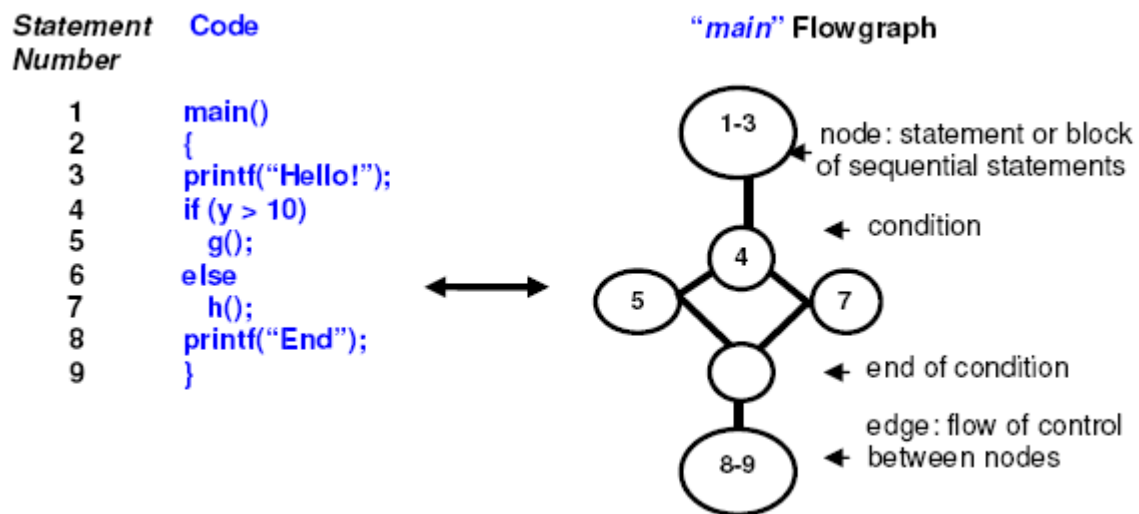 Statement Number
Code
1 main()
2 {
3 printf(“Hello!”);
4 if (y > 10)
5 g();
6 else
7 h();
8 printf(“End”);
9 }
“main” Flowgraph
1-3
node: statement or block
of sequential statements
condition
4
5
7
end of condition
edge: flow of control
between nodes
8-9